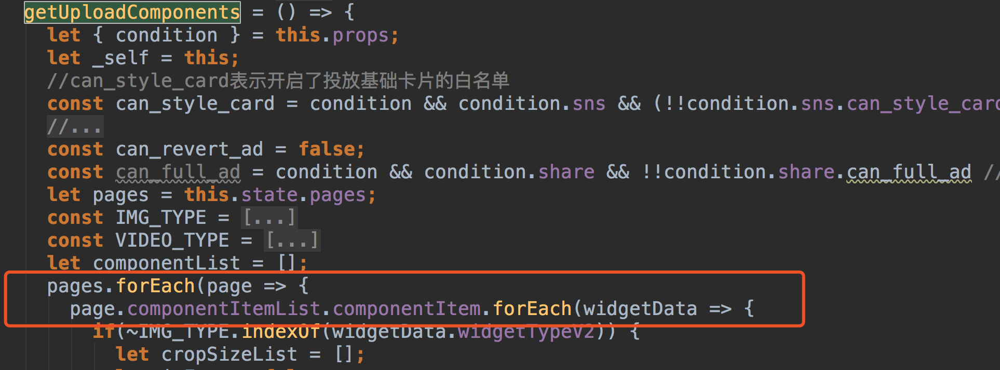 getUploadComponents = () => {
let { condition } = this.props;
let _self = this;
//can_style_card表示开启了投放基础卡片的白名单
const can_style_card = condition && condition.sns && (!!condition.sns.can_style_card
//...
const can_revert_ad = false;
const can_full_ad = condition && condition.share && !!condition.share.can_full_ad //
let pages = this.state.pages;
const IMG_TYPE = [...]
const VIDEO_TYPE = [...]
let componentList = [];
pages.forEach(page => {
page.componentItemList.componentItem.forEach(widgetData => {
if(~IMG_TYPE.indexOf(widgetData.widgetTypeV2)) {
let cropSizeList = [];